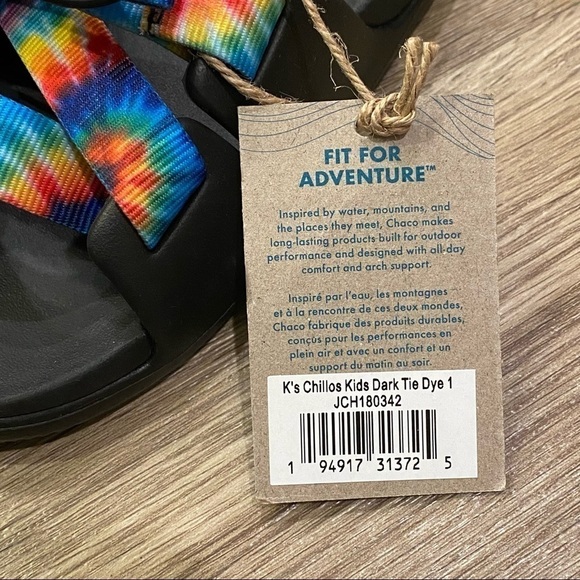 FIT FOR
ADVENTURE™
Inspired by water, mountains, and
the places they meet, Chaco makes
long-lasting products built for outdoor
performance and designed with all-day
comfort and arch support.
Inspiré par l'eau, les montagnes
et à la rencontre de ces deux mondes,
Chaco fabrique des produits durables,
conçus pour les performances en
plein air et avec un confort et un
support du matin au soir.
K's Chillos Kids Dark Tie Dye 1
JCH180342
1 94917 31372 5